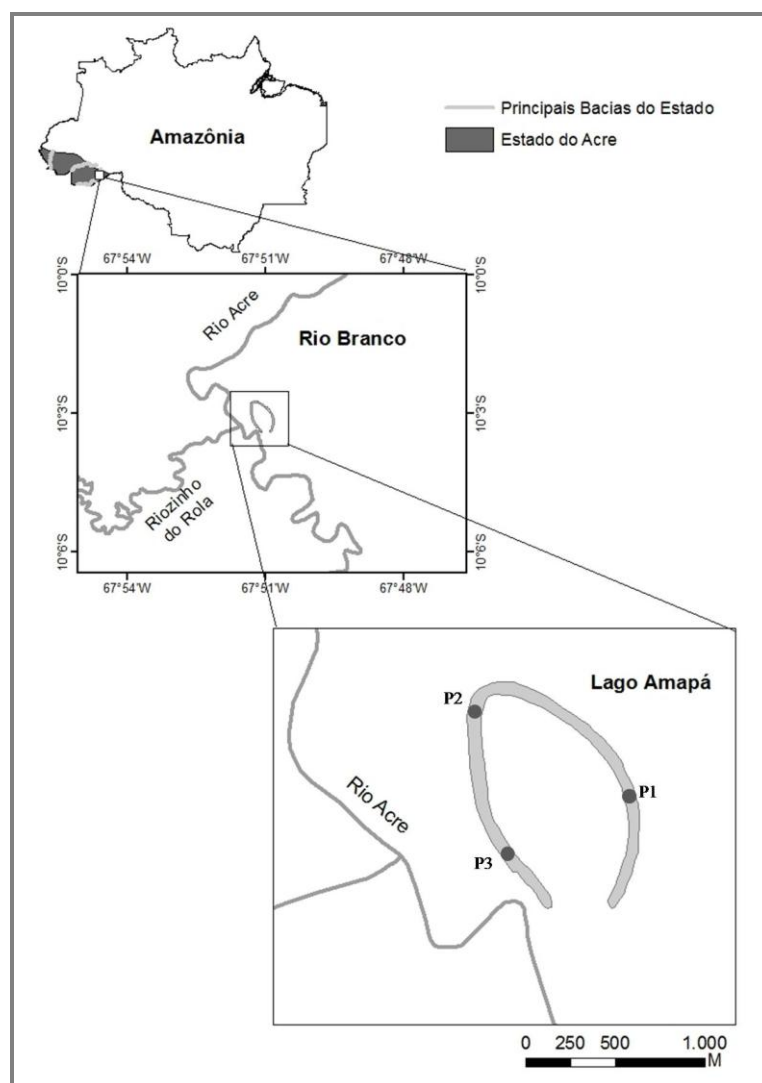 Amazônia
Principais Bacias do Estado
Estado do Acre
67°54'W 67°51'W 67°48'W
10°0'S 10°0'S
Rio Acre
Rio Branco
10°3'S 10°3'S
Riozinho
do Rola
10°6'S 10°6'S
67°54'W 67°51'W 67°48'W
Lago Amapá
P2
P1
Rio Acre
P3
0 250 500 1.000
M